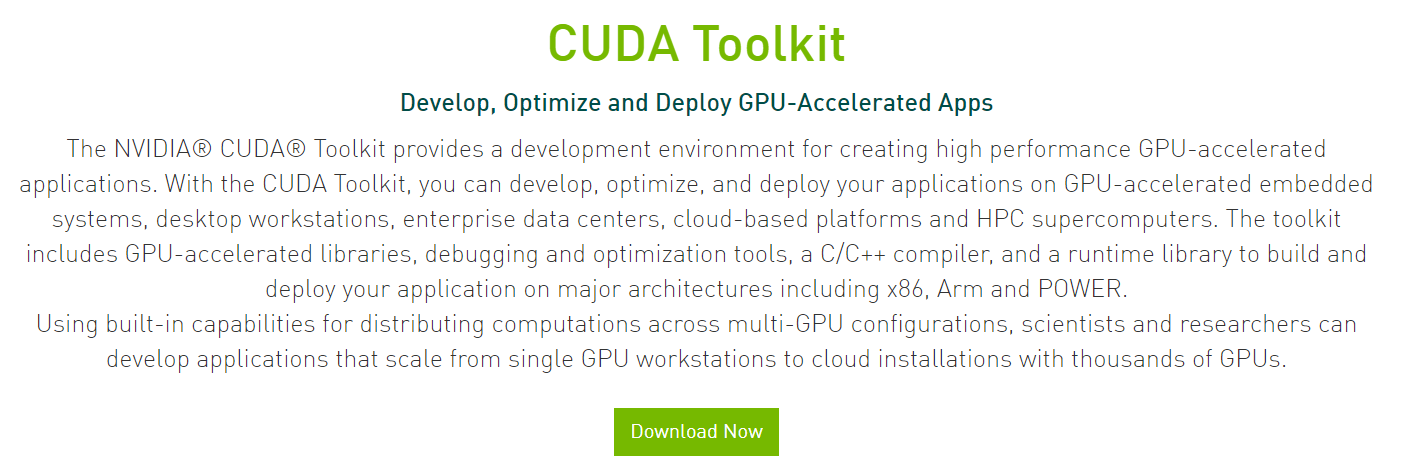 CUDA Toolkit
Develop, Optimize and Deploy GPU-Accelerated Apps
The NVIDIA® CUDA® Toolkit provides a development environment for creating high performance GPU-accelerated
applications. With the CUDA Toolkit, you can develop, optimize, and deploy your applications on GPU-accelerated embedded
systems, desktop workstations, enterprise data centers, cloud-based platforms and HPC supercomputers. The toolkit
includes GPU-accelerated libraries, debugging and optimization tools, a C/C++ compiler, and a runtime library to build and
deploy your application on major architectures including x86, Arm and POWER.
Using built-in capabilities for distributing computations across multi-GPU configurations, scientists and researchers can
develop applications that scale from single GPU workstations to cloud installations with thousands of GPUs.
Download Now